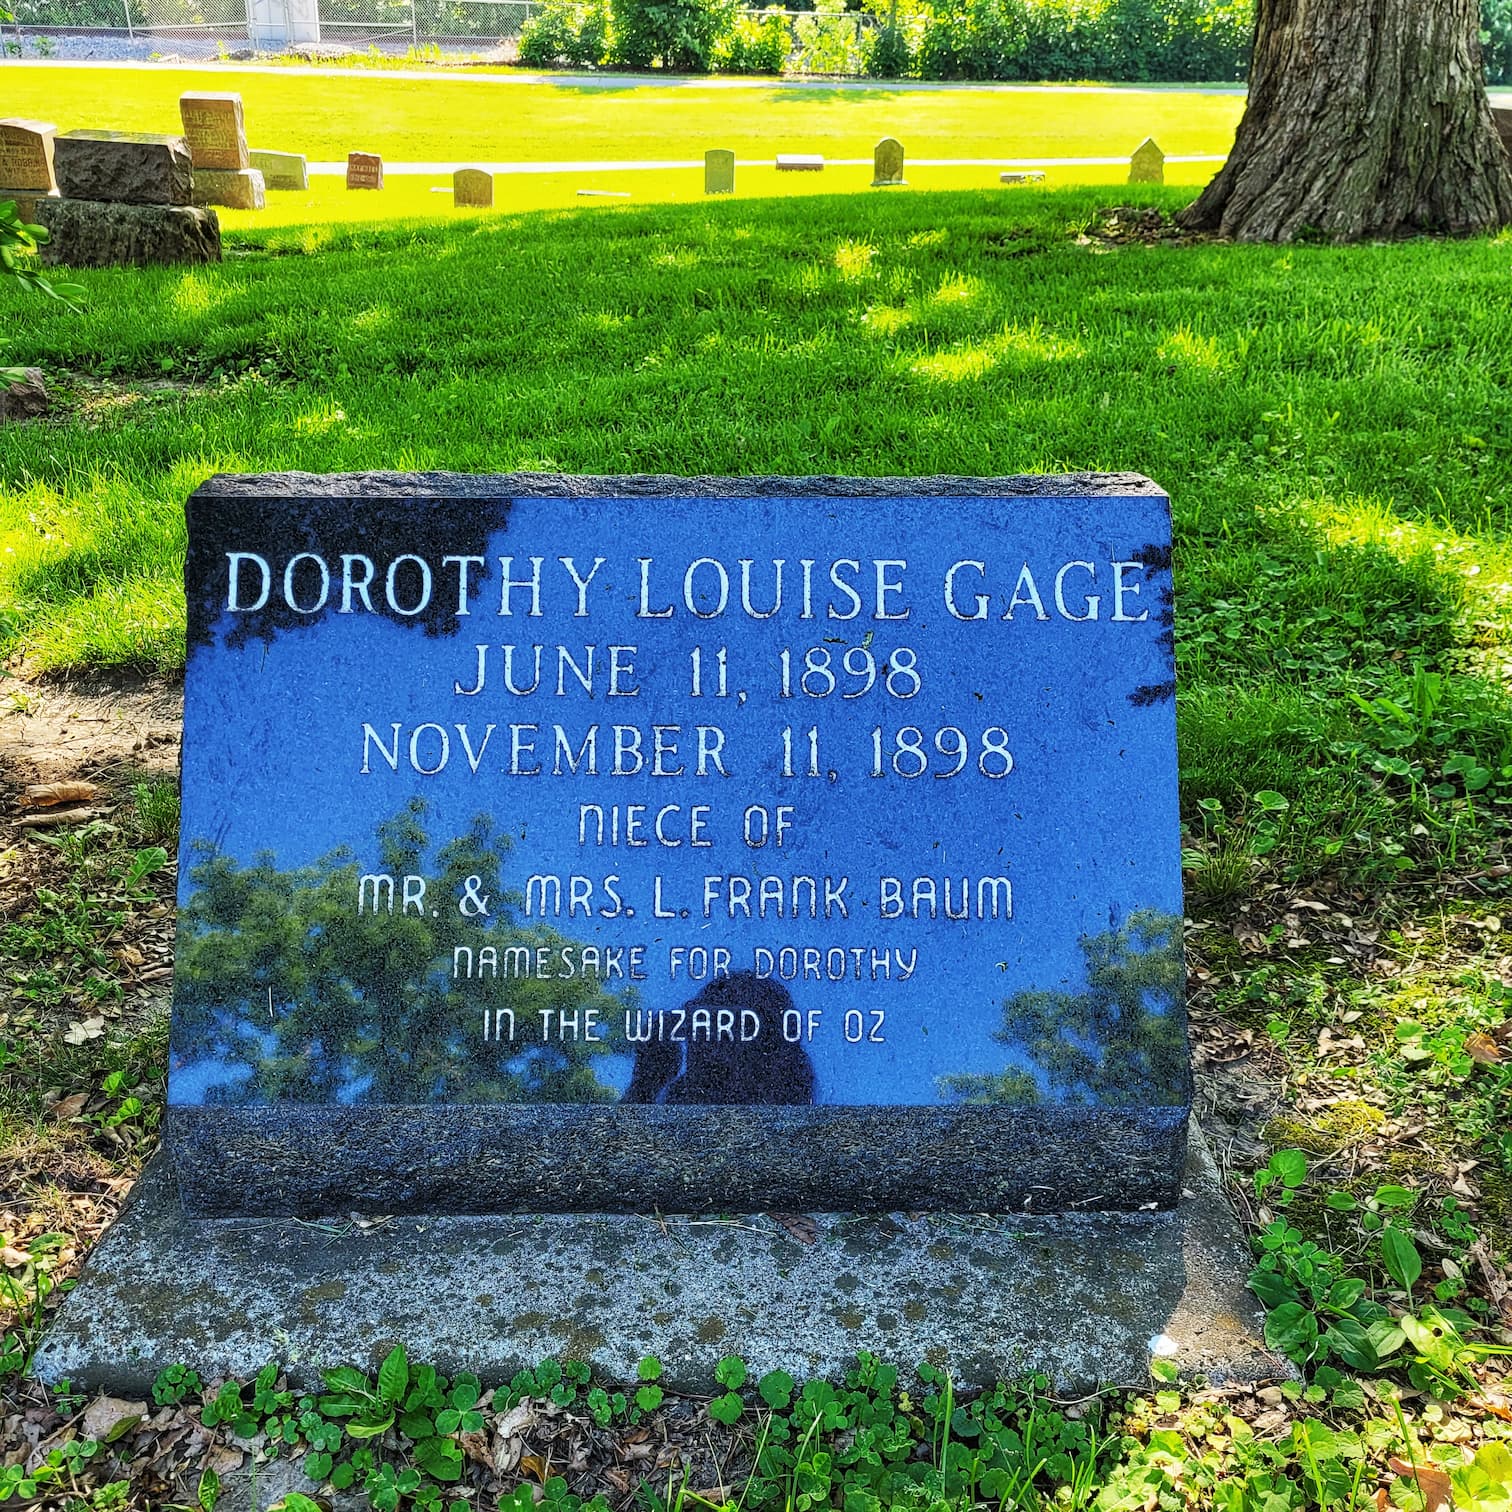 DOROTHY LOUISE GAGE
JUNE 11, 1898
NOVEMBER 11, 1898
NIECE OF
MR. & MRS. L. FRANK BAUM
NAMESAKE FOR DOROTHY
IN THE WIZARD OF OZ